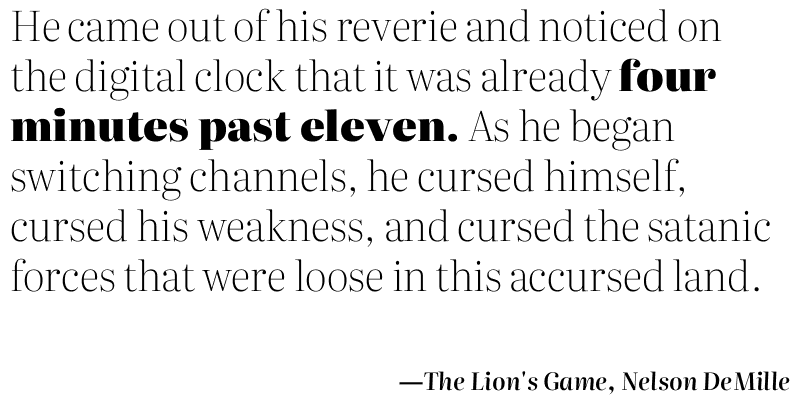 He came out of his reverie and noticed on
the digital clock that it was already four
minutes past eleven. As he began
switching channels, he cursed himself,
cursed his weakness, and cursed the satanic
forces that were loose in this accursed land.
—The Lion's Game, Nelson DeMille